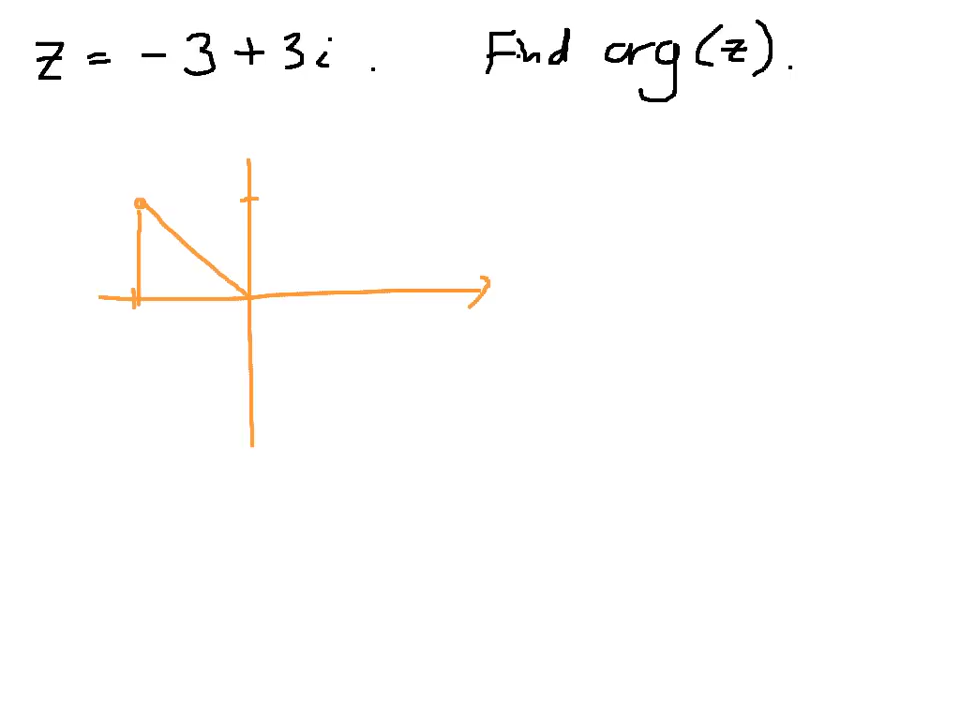 z = -3 + 3i . Find arg(z).